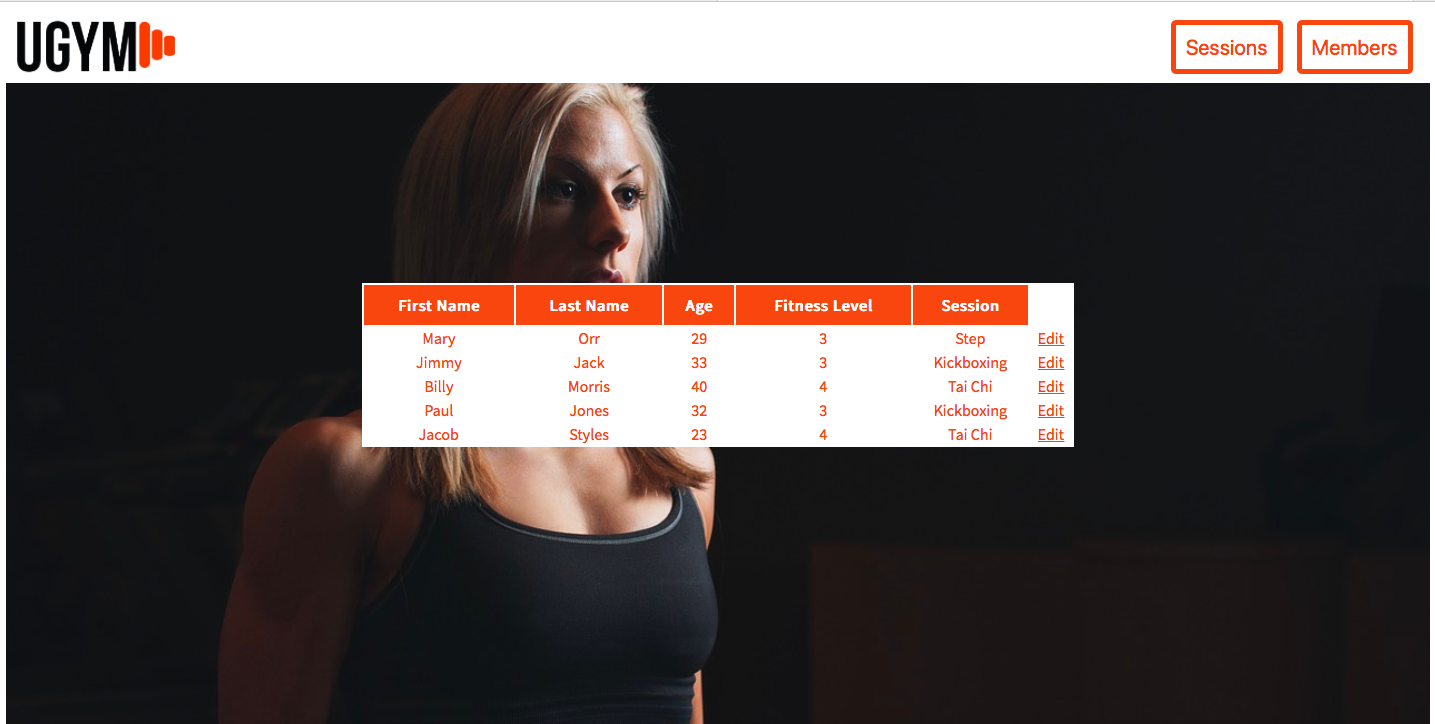 UGYM
Sessions Members
First Name Last Name Age Fitness Level Session
Mary Orr 29 3 Step Edit
Jimmy Jack 33 3 Kickboxing Edit
Billy Morris 40 4 Tai Chi Edit
Paul Jones 32 3 Kickboxing Edit
Jacob Styles 23 4 Tai Chi Edit